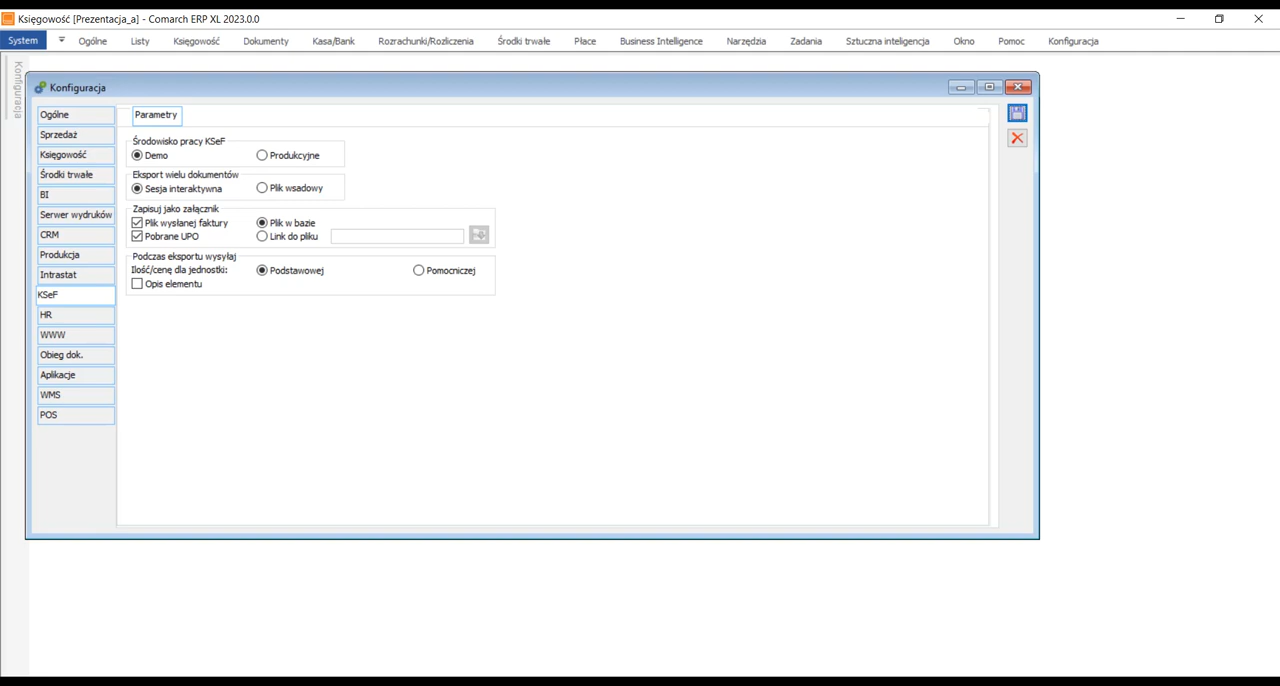 Księgowość [Prezentacja_a] - Comarch ERP XL 2023.0.0
System Ogólne Listy Księgowość Dokumenty Kasa/Bank Rozrachunki/Rozliczenia Środki trwałe Płace Business Intelligence Narzędzia Zadania Sztuczna inteligencja Okno Pomoc Konfiguracja
Konfiguracja
Konfiguracja
Ogólne
Sprzedaż
Księgowość
Środki trwałe
BI
Serwer wydruków
CRM
Produkcja
Intrastat
KSeF
HR
WWW
Obieg dok.
Aplikacje
WMS
POS
Parametry
Środowisko pracy KSeF
Demo Produkcyjne
Eksport wielu dokumentów
Sesja interaktywna Plik wsadowy
Zapisuj jako załącznik
Plik wysłanej faktury Plik w bazie
Pobrane UPO Link do pliku
Podczas eksportu wysyłaj
Ilość/cenę dla jednostki: Podstawowej Pomocniczej
Opis elementu